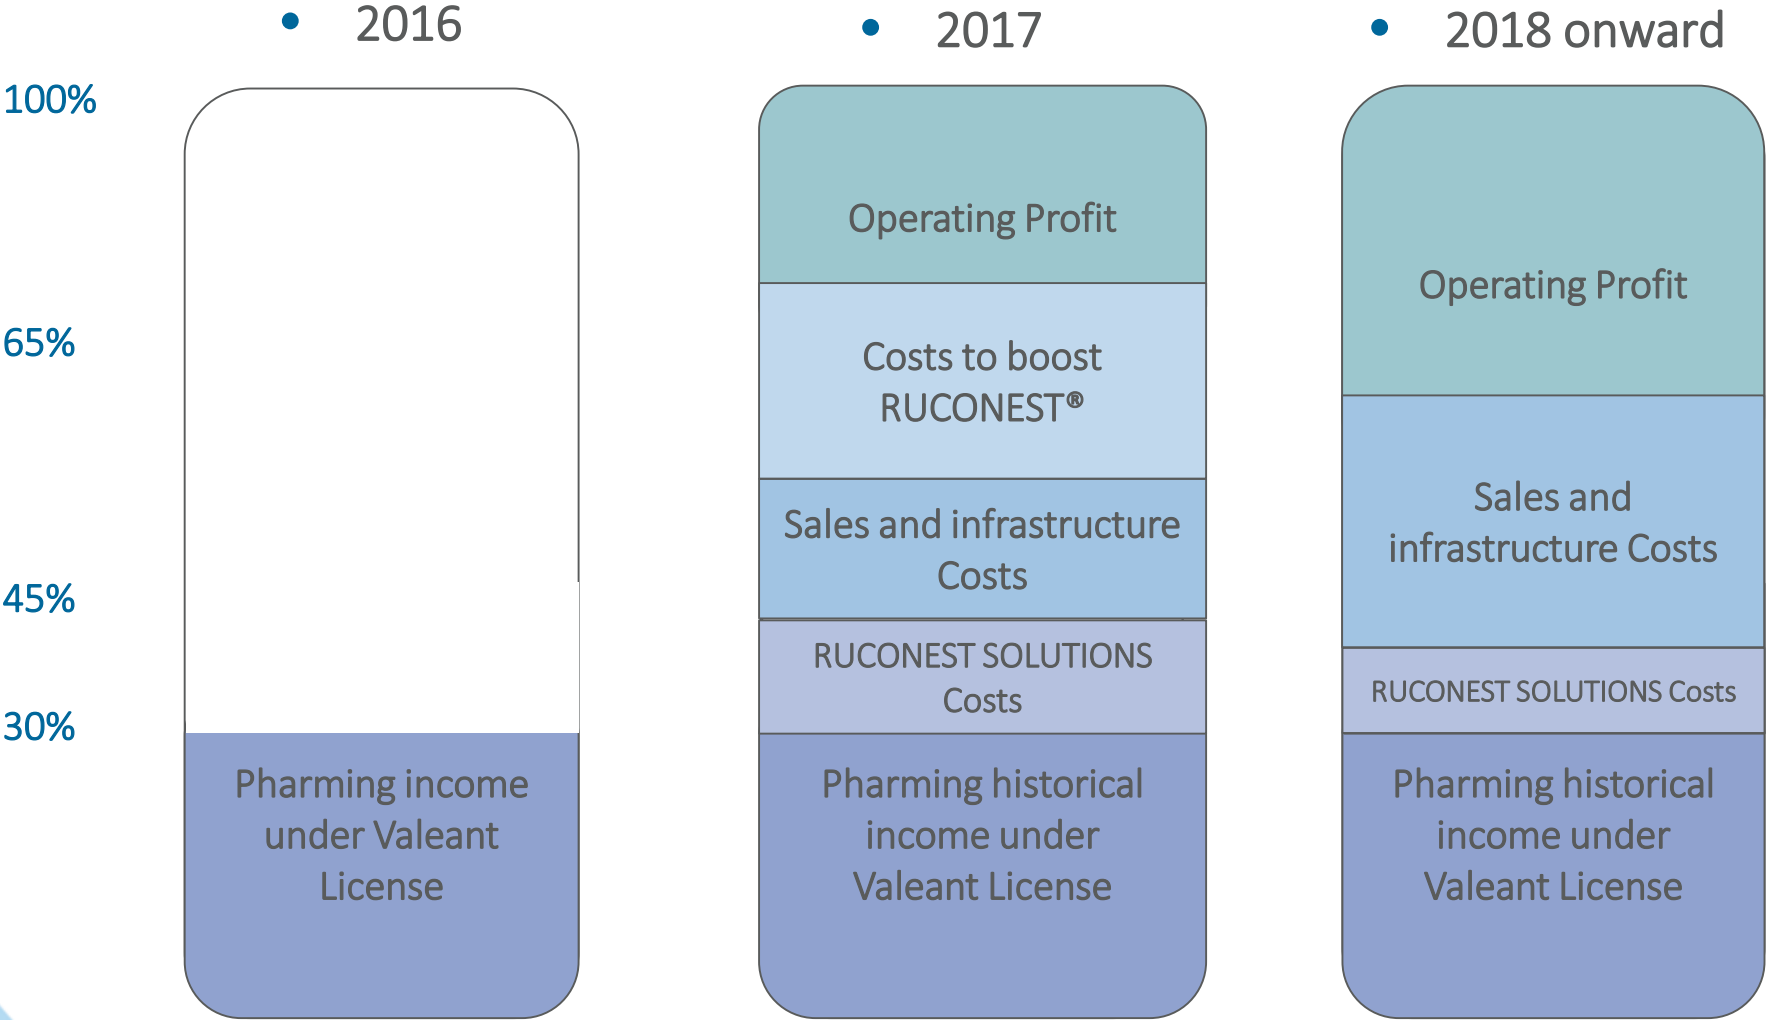 • 2016
• 2017
• 2018 onward
100%
65%
45%
30%
Pharming income
under Valeant
License
Operating Profit
Costs to boost
RUCONEST®
Sales and infrastructure
Costs
RUCONEST SOLUTIONS
Costs
Pharming historical
income under
Valeant License
Operating Profit
Sales and
infrastructure Costs
RUCONEST SOLUTIONS Costs
Pharming historical
income under
Valeant License